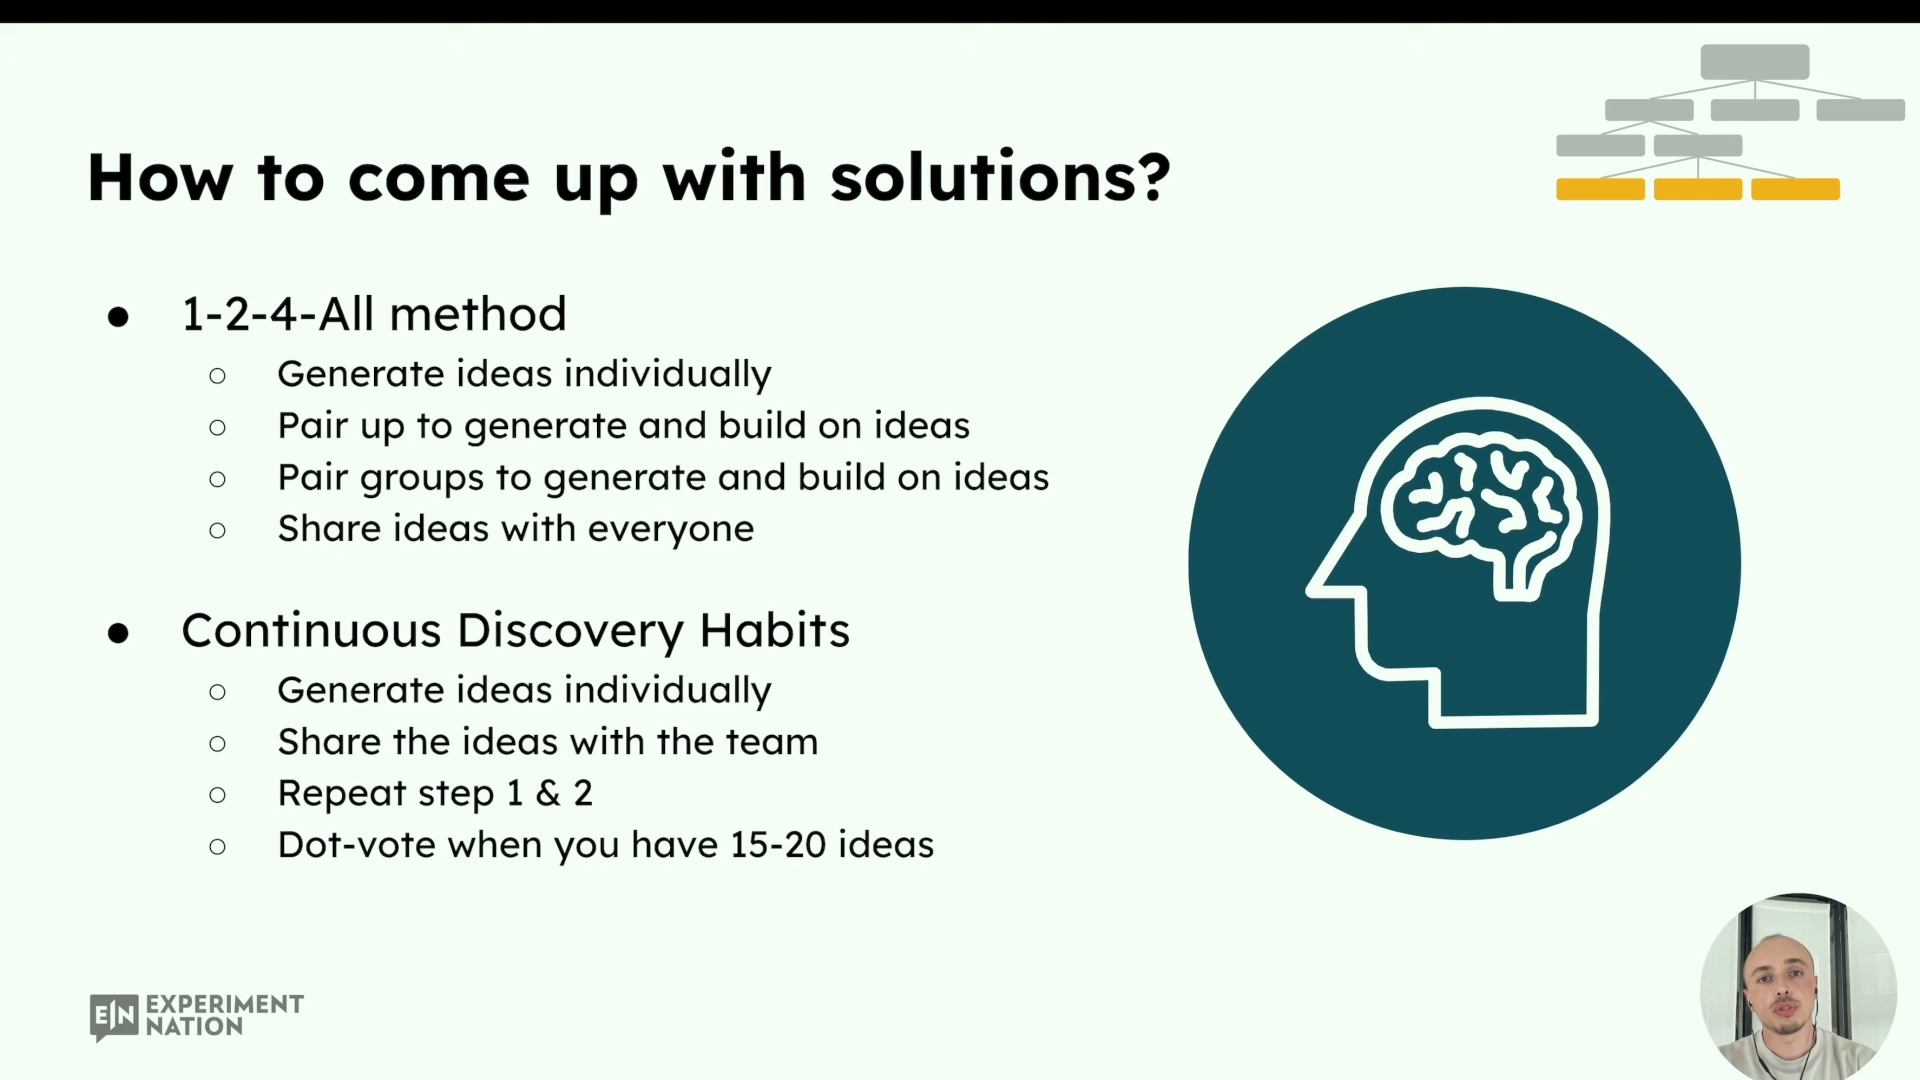 How to come up with solutions?
● 1-2-4-All method
○ Generate ideas individually
○ Pair up to generate and build on ideas
○ Pair groups to generate and build on ideas
○ Share ideas with everyone
● Continuous Discovery Habits
○ Generate ideas individually
○ Share the ideas with the team
○ Repeat step 1 & 2
○ Dot-vote when you have 15-20 ideas
E|N EXPERIMENT
NATION